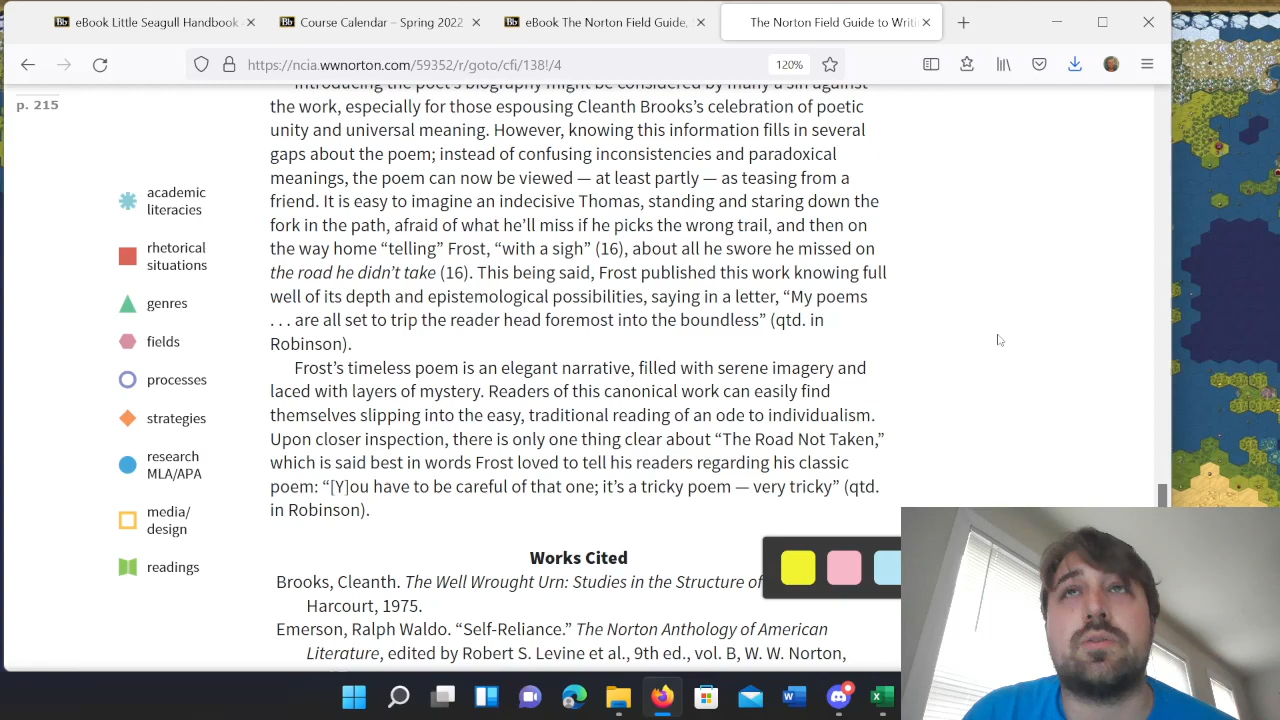 eBook Little Seagull Handbook
Course Calendar – Spring 2022
eBook The Norton Field Guide,
The Norton Field Guide to Writi
https://ncia.wwnorton.com/59352/r/goto/cfi/138!/4
120%
p. 215
Introducing the poet's biography might be considered by many a sin against
the work, especially for those espousing Cleanth Brooks's celebration of poetic
unity and universal meaning. However, knowing this information fills in several
gaps about the poem; instead of confusing inconsistencies and paradoxical
meanings, the poem can now be viewed — at least partly — as teasing from a
friend. It is easy to imagine an indecisive Thomas, standing and staring down the
fork in the path, afraid of what he'll miss if he picks the wrong trail, and then on
the way home “telling” Frost, “with a sigh” (16), about all he swore he missed on
the road he didn't take (16). This being said, Frost published this work knowing full
well of its depth and epistemological possibilities, saying in a letter, “My poems
. . . are all set to trip the reader head foremost into the boundless” (qtd. in
Robinson).
Frost's timeless poem is an elegant narrative, filled with serene imagery and
laced with layers of mystery. Readers of this canonical work can easily find
themselves slipping into the easy, traditional reading of an ode to individualism.
Upon closer inspection, there is only one thing clear about “The Road Not Taken,”
which is said best in words Frost loved to tell his readers regarding his classic
poem: “[Y]ou have to be careful of that one; it's a tricky poem — very tricky” (qtd.
in Robinson).
Works Cited
Brooks, Cleanth. The Well Wrought Urn: Studies in the Structure of
Harcourt, 1975.
Emerson, Ralph Waldo. “Self-Reliance.” The Norton Anthology of American
Literature, edited by Robert S. Levine et al., 9th ed., vol. B, W. W. Norton,
academic
literacies
rhetorical
situations
genres
fields
processes
strategies
research
MLA/APA
media/
design
readings